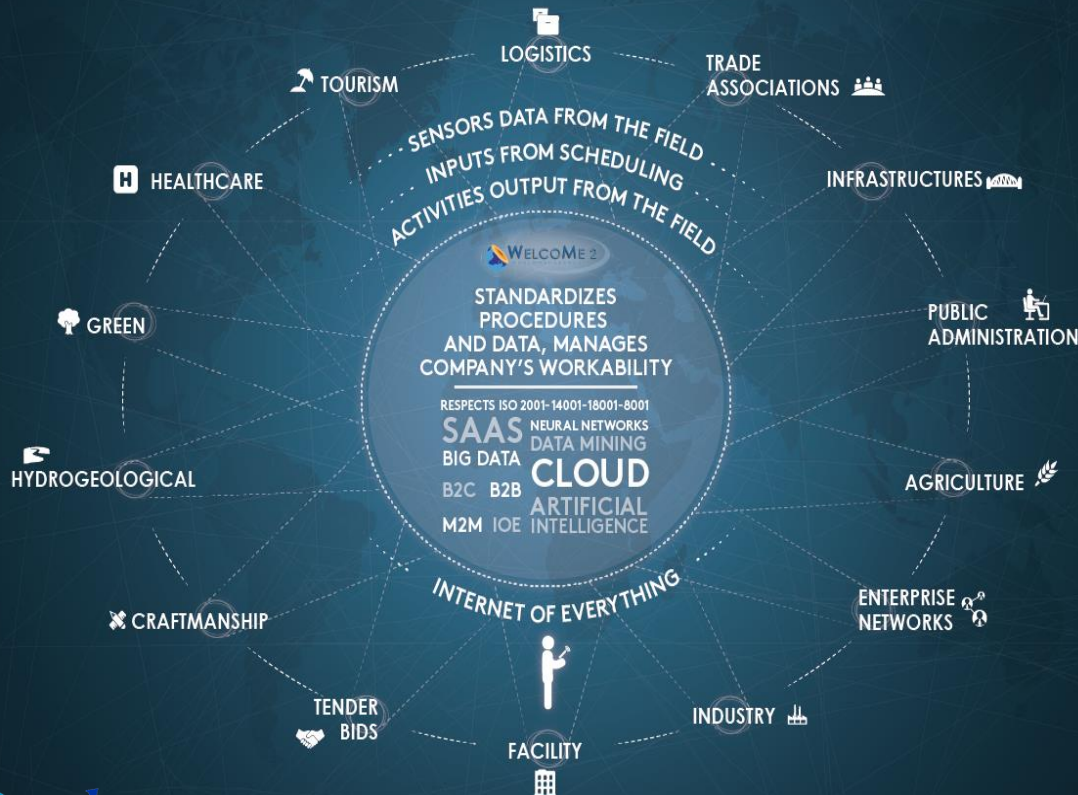 LOGISTICS
TRADE
ASSOCIATIONS
TOURISM
SENSORS DATA FROM THE FIELD
INPUTS FROM SCHEDULING
ACTIVITIES OUTPUT FROM THE FIELD
H HEALTHCARE
INFRASTRUCTURES
WELCOME 2
STANDARDIZES
PROCEDURES
AND DATA, MANAGES
COMPANY'S WORKABILITY
GREEN
PUBLIC
ADMINISTRATION
RESPECTS ISO 2001-14001-18001-8001
SAAS
NEURAL NETWORKS
DATA MINING
BIG DATA
CLOUD
B2C B2B
ARTIFICIAL
INTELLIGENCE
M2M IOE
HYDROGEOLOGICAL
AGRICULTURE
INTERNET OF EVERYTHING
CRAFTMANSHIP
ENTERPRISE
NETWORKS
TENDER
BIDS
INDUSTRY
FACILITY